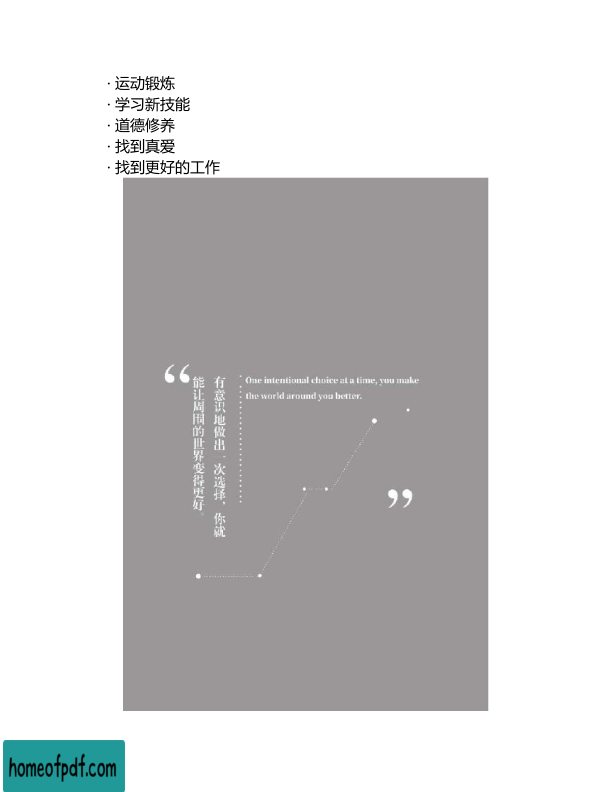 · 运动锻炼
· 学习新技能
· 道德修养
· 找到真爱
· 找到更好的工作
“
有意识地做出一次选择，你就
能让周围的世界变得更好。
One intentional choice at a time, you make
the world around you better.
”
homeofpdf.com